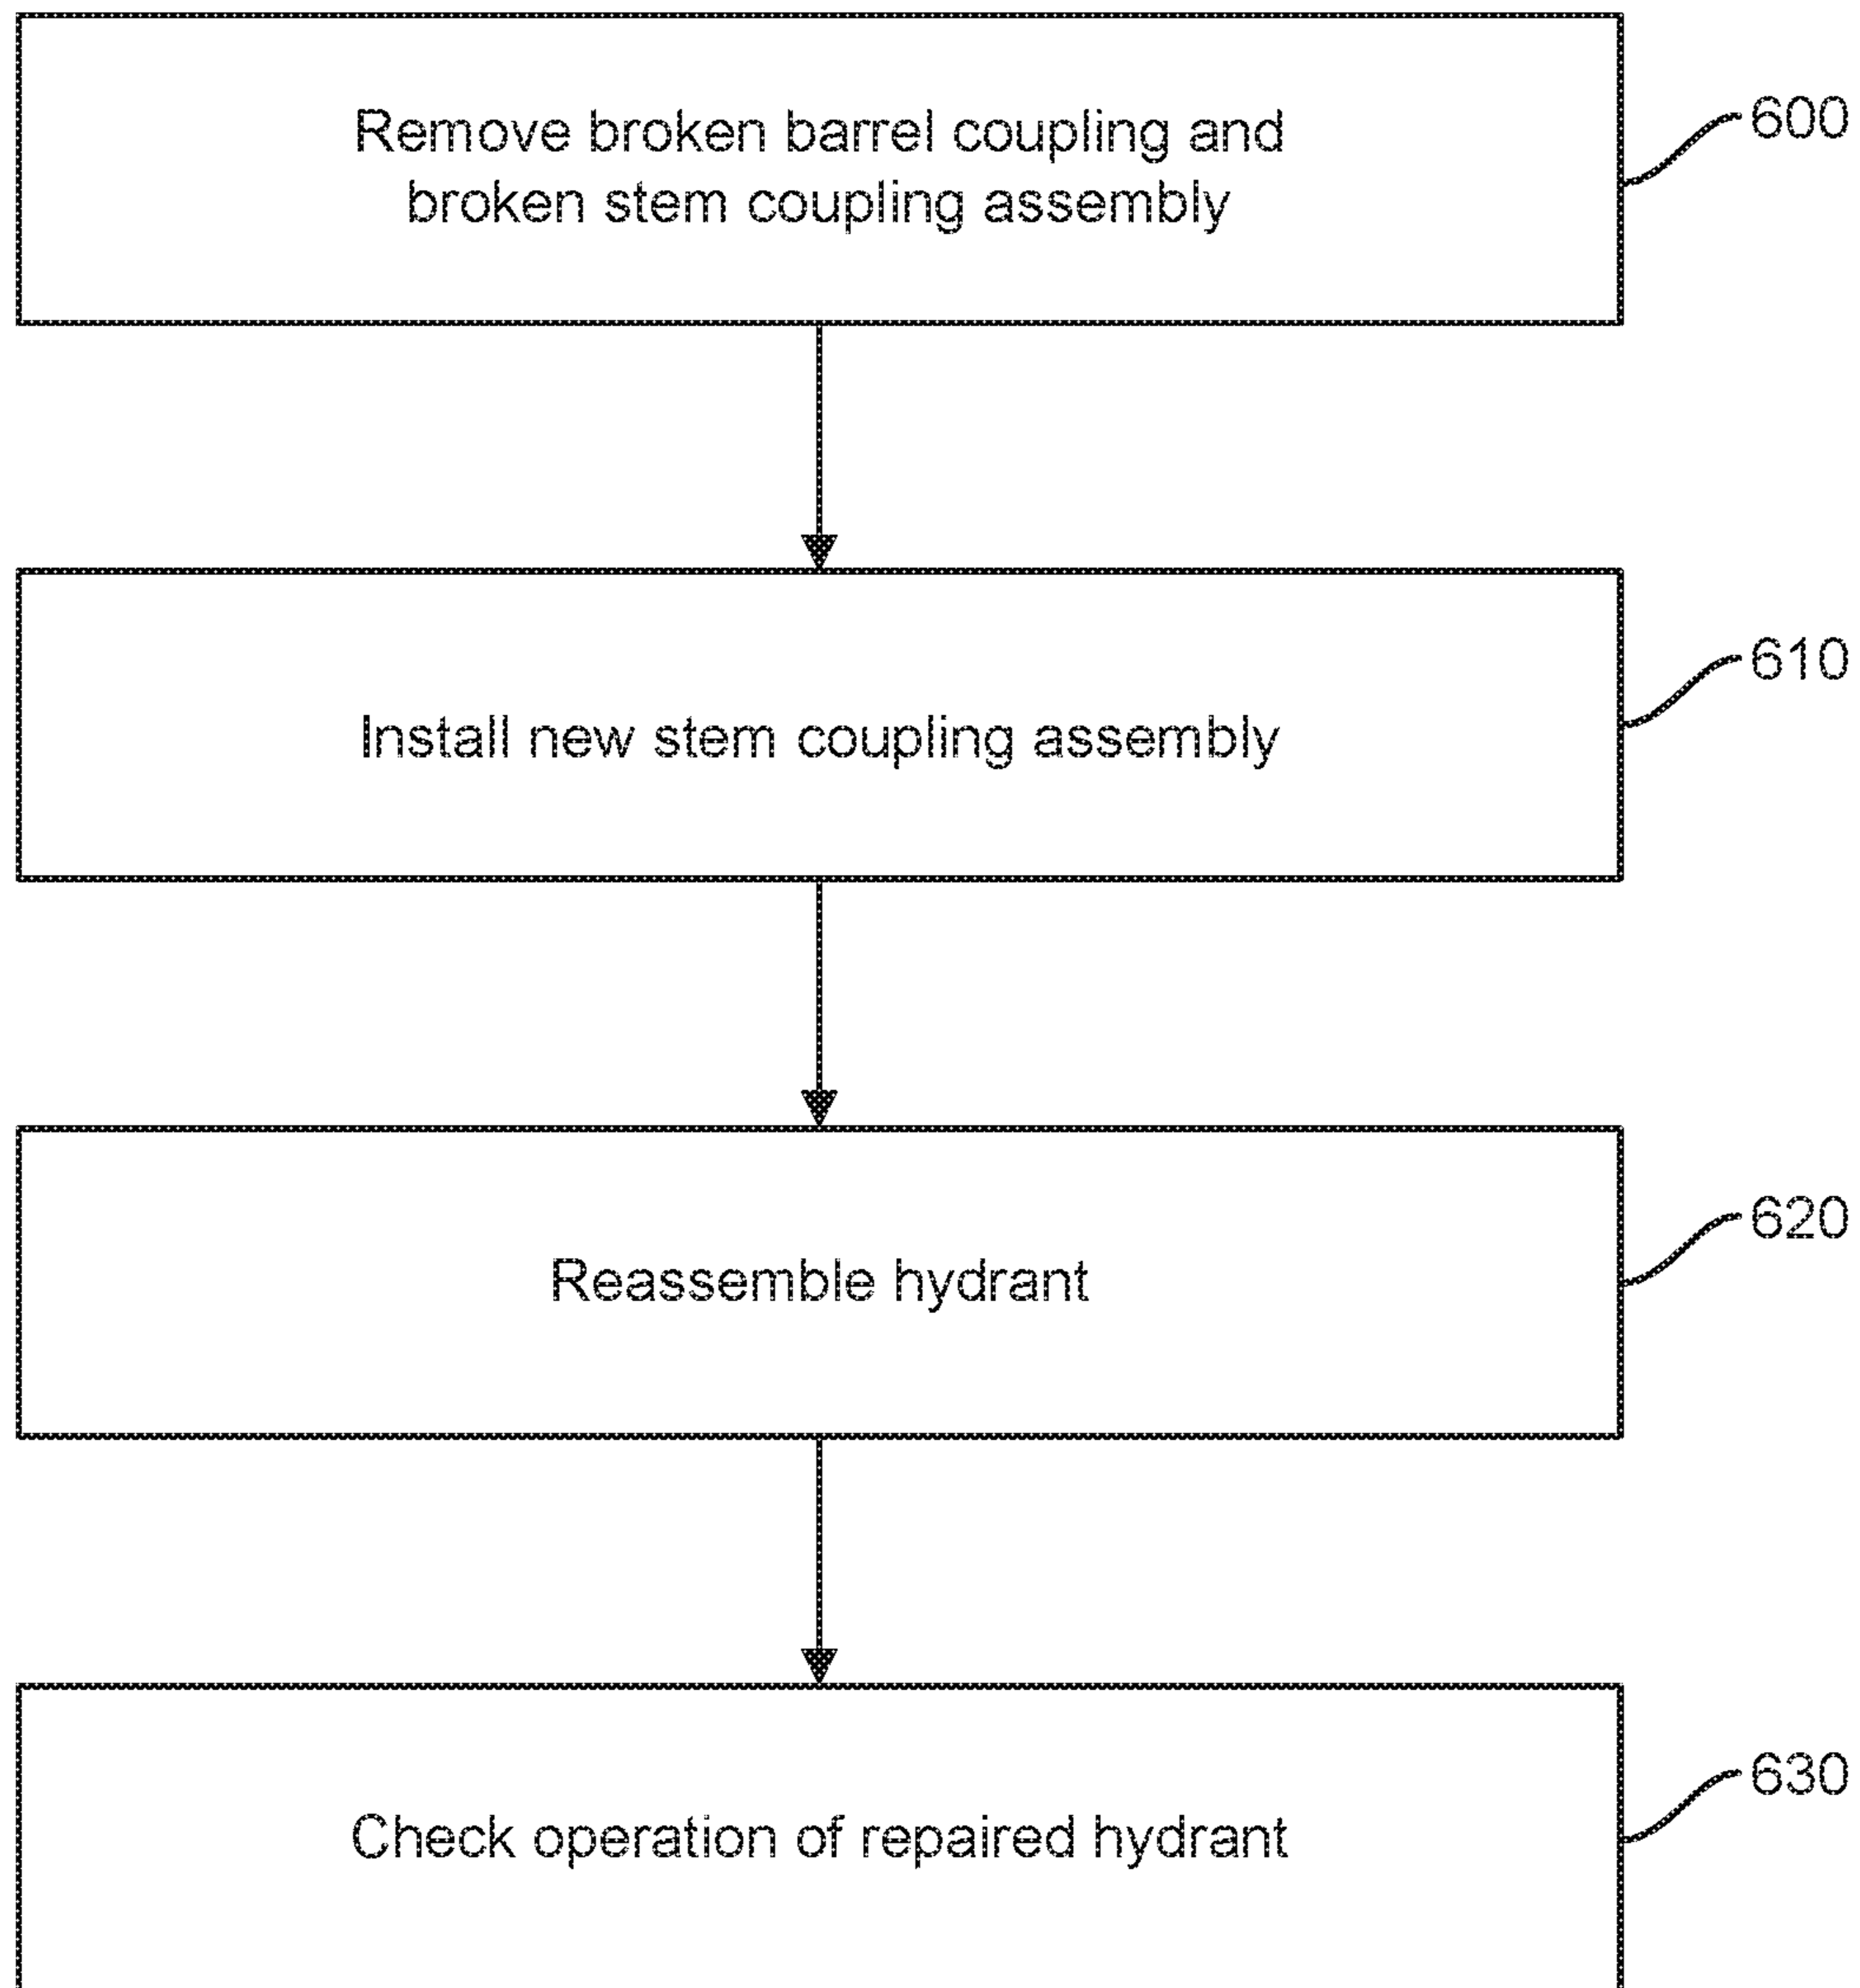 Remove broken barrel coupling and
broken stem coupling assembly
600
Install new stem coupling assembly
610
Reassemble hydrant
620
Check operation of repaired hydrant
630